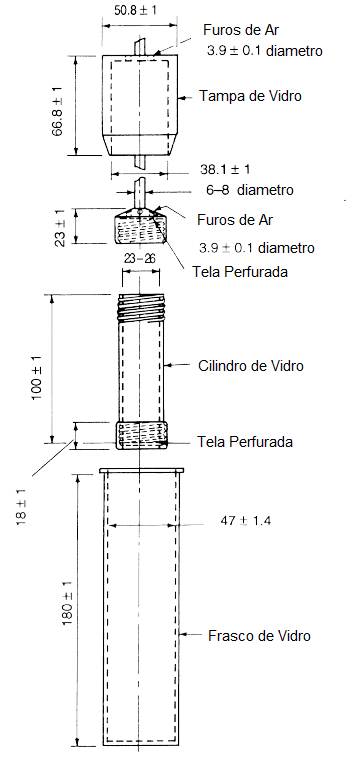 50.8 ± 1
Furos de Ar
3.9 ± 0.1 diametro
66.8 ± 1
Tampa de Vidro
38.1 ± 1
6–8 diametro
23 ± 1
Furos de Ar
3.9 ± 0.1 diametro
23–26
Tela Perfurada
100 ± 1
Cilindro de Vidro
Tela Perfurada
18 ± 1
47 ± 1.4
180 ± 1
Frasco de Vidro